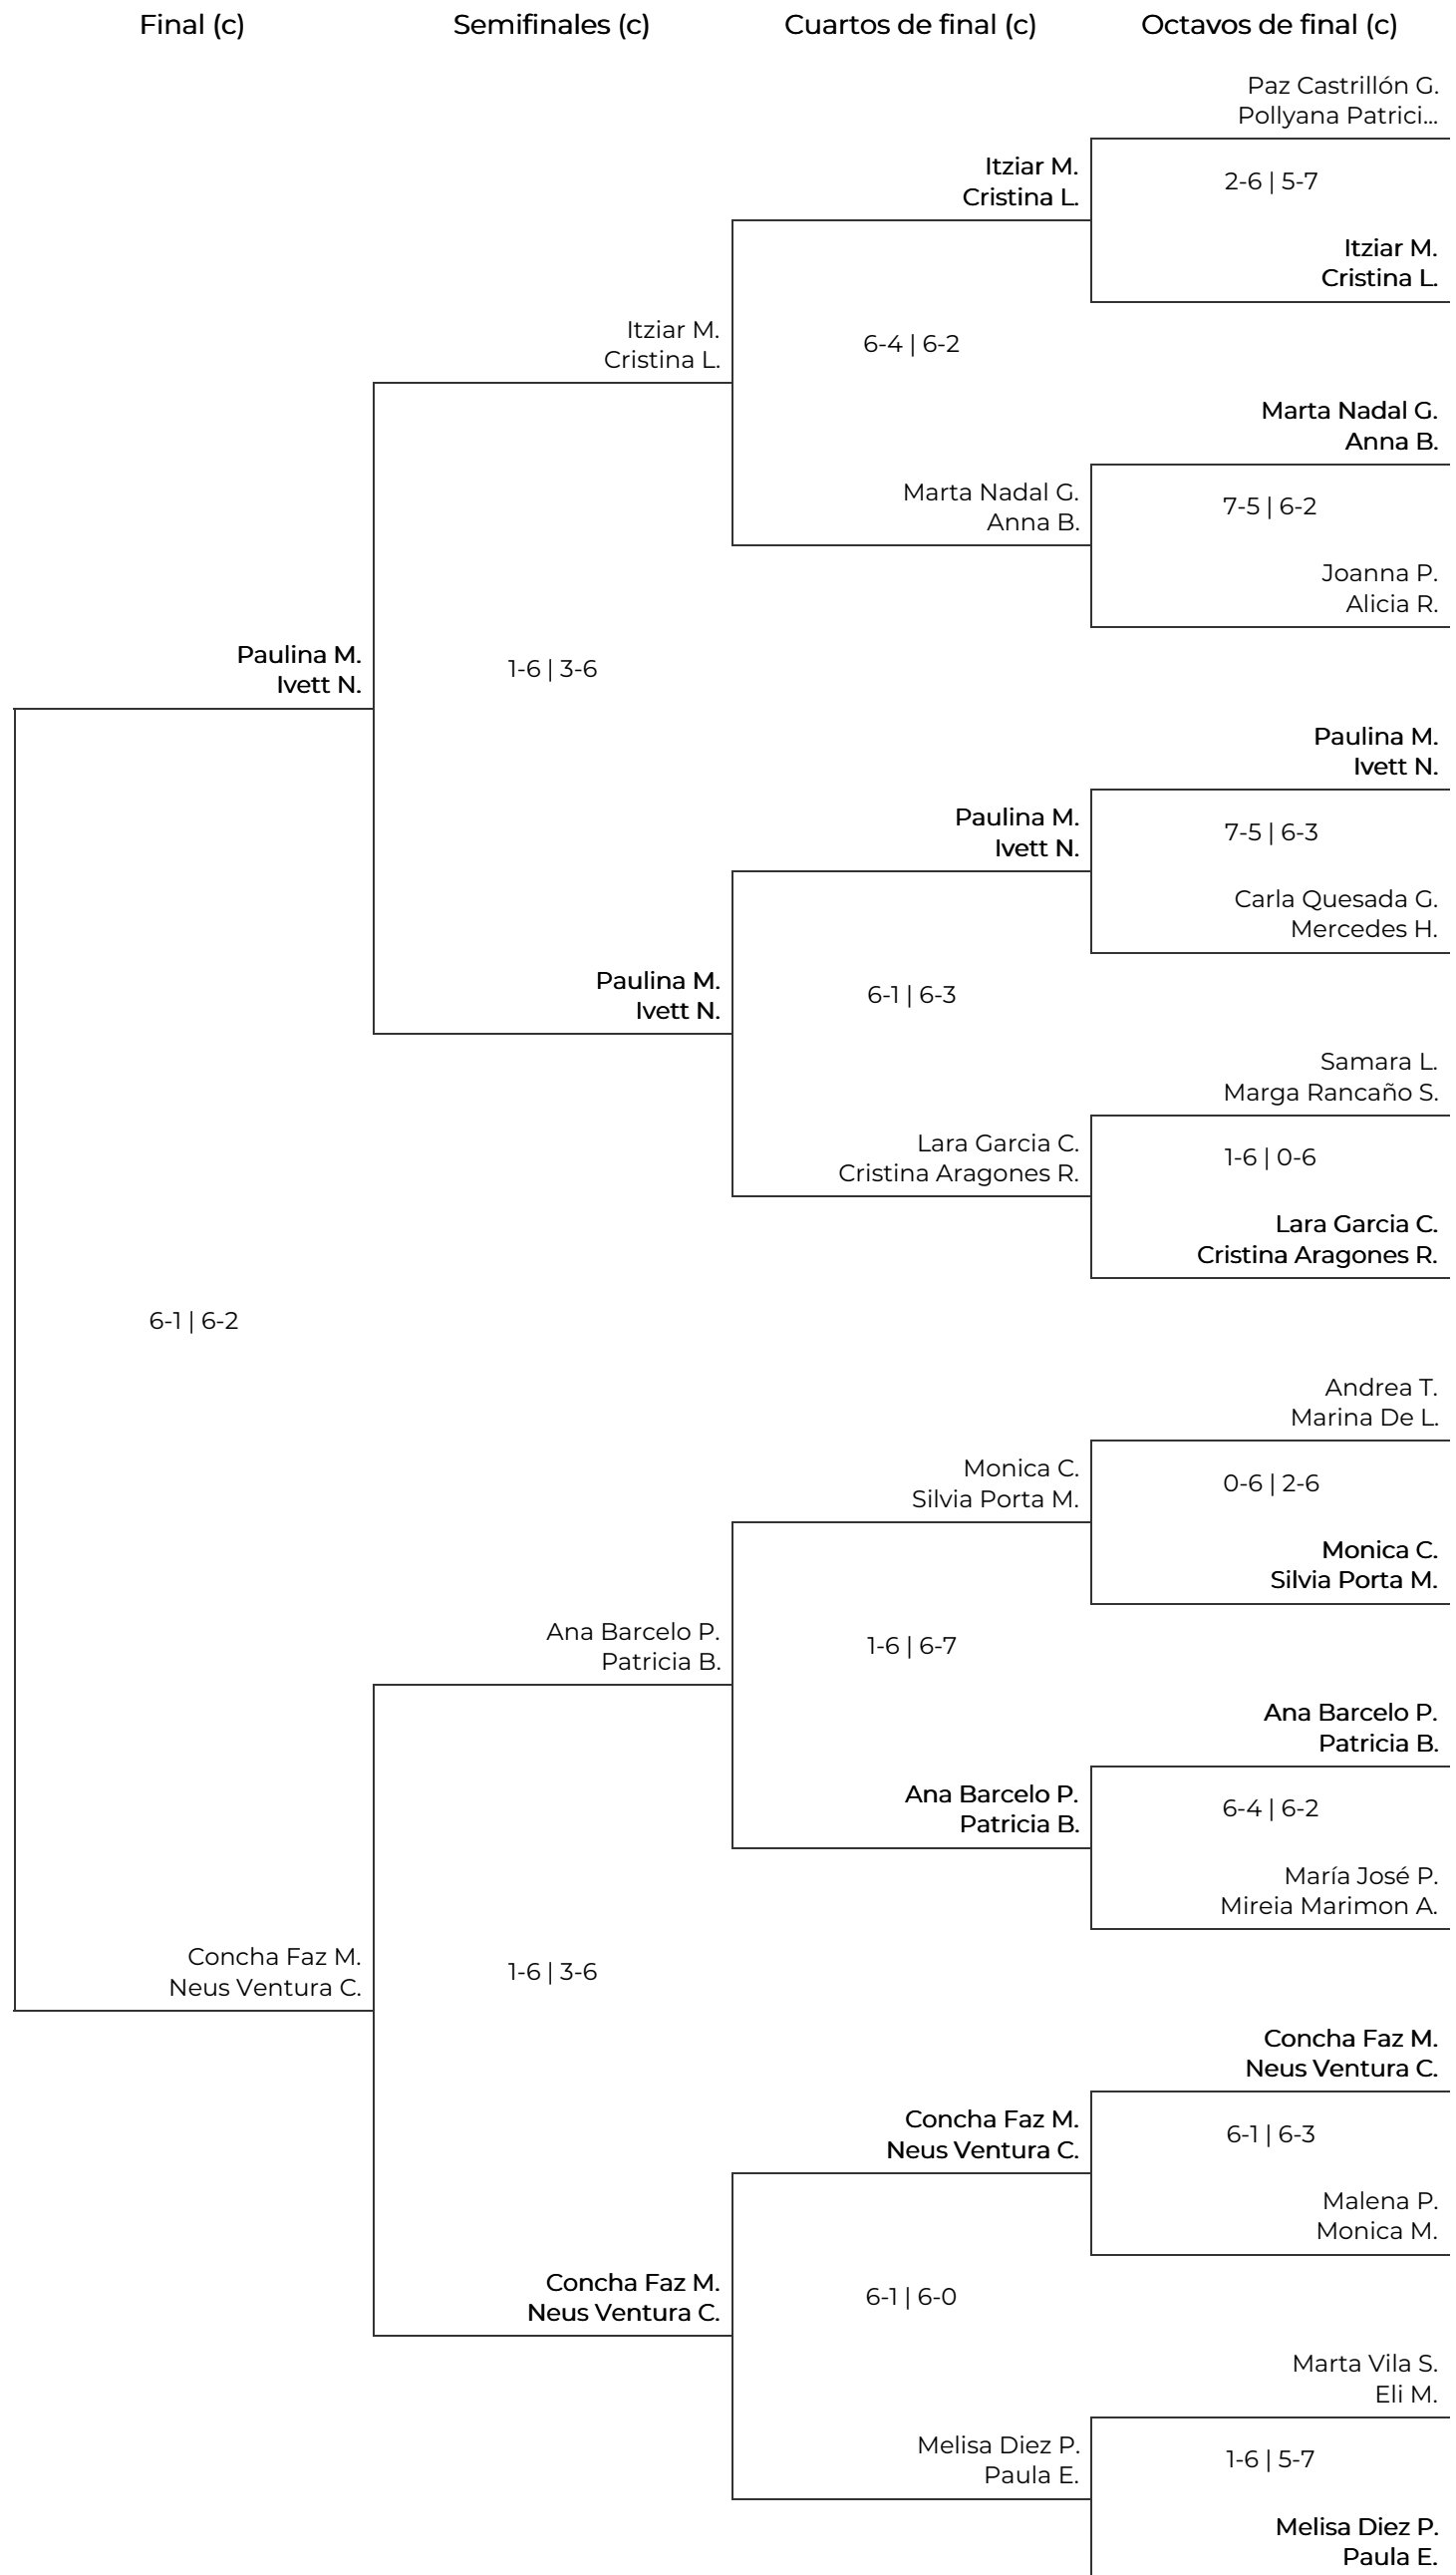 Final (c)
Semifinales (c)
Cuartos de final (c)
Octavos de final (c)
Paz Castrillón G.
Pollyana Patrici...
Itziar M.
Cristina L.
2-6 | 5-7
Itziar M.
Cristina L.
Itziar M.
Cristina L.
6-4 | 6-2
Marta Nadal G.
Anna B.
Marta Nadal G.
Anna B.
7-5 | 6-2
Joanna P.
Alicia R.
Paulina M.
Ivett N.
1-6 | 3-6
Paulina M.
Ivett N.
Paulina M.
Ivett N.
7-5 | 6-3
Carla Quesada G.
Mercedes H.
Paulina M.
Ivett N.
6-1 | 6-3
Samara L.
Marga Rancaño S.
Lara Garcia C.
Cristina Aragones R.
1-6 | 0-6
Lara Garcia C.
Cristina Aragones R.
6-1 | 6-2
Andrea T.
Marina De L.
Monica C.
Silvia Porta M.
0-6 | 2-6
Monica C.
Silvia Porta M.
Ana Barcelo P.
Patricia B.
1-6 | 6-7
Ana Barcelo P.
Patricia B.
Ana Barcelo P.
Patricia B.
6-4 | 6-2
María José P.
Mireia Marimon A.
Concha Faz M.
Neus Ventura C.
1-6 | 3-6
Concha Faz M.
Neus Ventura C.
Concha Faz M.
Neus Ventura C.
6-1 | 6-3
Malena P.
Monica M.
Concha Faz M.
Neus Ventura C.
6-1 | 6-0
Marta Vila S.
Eli M.
Melisa Diez P.
Paula E.
1-6 | 5-7
Melisa Diez P.
Paula E.